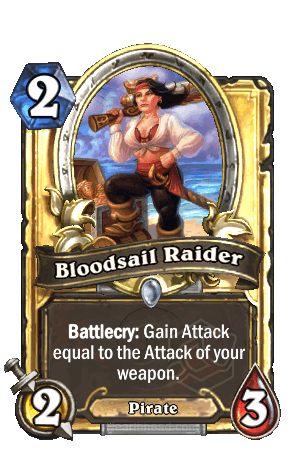 2
Bloodsail Raider
Battlecry: Gain Attack
equal to the Attack of your
weapon.
2
Pirate
3